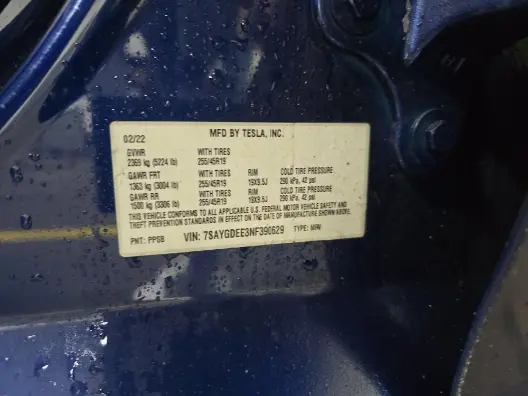 MFD BY TESLA, INC.
02/22
GVWR WITH TIRES
2369 kg (5224 lb) 255/45R19
GAWR FRT WITH TIRES RIM COLD TIRE PRESSURE
1363 kg (3004 lb) 255/45R19 19X9.5J 290 kPa, 42 psi
GAWR RR WITH TIRES RIM COLD TIRE PRESSURE
1500 kg (3306 lb) 255/45R19 19X9.5J 290 kPa, 42 psi
THIS VEHICLE CONFORMS TO ALL APPLICABLE U.S. FEDERAL MOTOR VEHICLE SAFETY AND
THEFT PREVENTION STANDARDS IN EFFECT ON THE DATE OF MANUFACTURE SHOWN ABOVE.
PNT: PPSB VIN: 7SAYGDEE3NF390629 TYPE: MPV